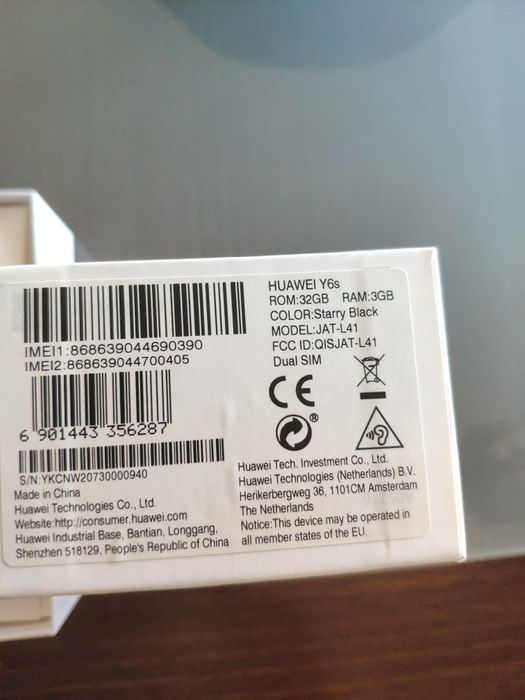 HUAWEI Y6s
ROM:32GB RAM:3GB
COLOR:Starry Black
MODEL:JAT-L41
FCC ID:QISJAT-L41
Dual SIM
IMEI1:868639044690390
IMEI2:868639044700405
6 901443 356287
S/N:YKCNW20730000940
Made in China
Huawei Technologies Co., Ltd.
Website:http://consumer.huawei.com
Huawei Industrial Base, Bantian, Longgang,
Shenzhen 518129, People's Republic of China
CE
®
Huawei Tech. Investment Co., Ltd.
Huawei Technologies (Netherlands) B.V.
Herikerbergweg 36, 1101CM Amsterdam
The Netherlands
Notice:This device may be operated in
all member states of the EU.